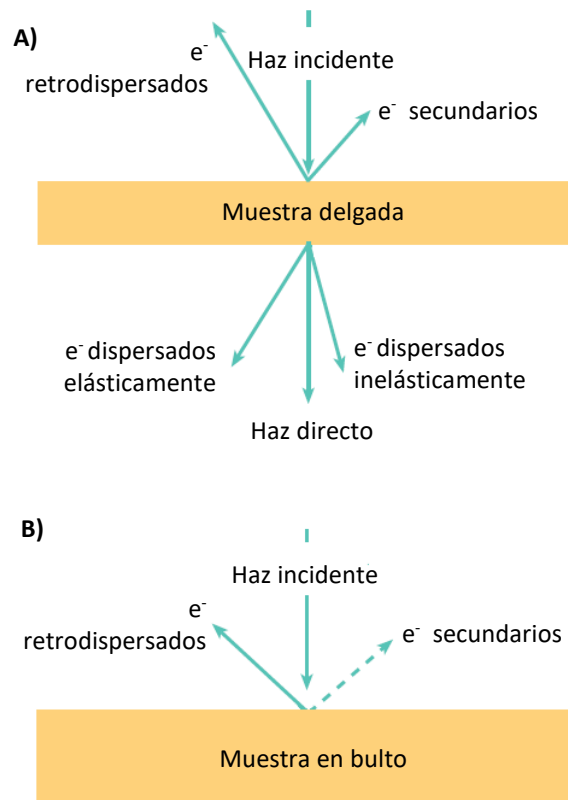 A)
e⁻
retrodispersados
Haz incidente
e⁻ secundarios
Muestra delgada
e⁻ dispersados
elásticamente
e⁻ dispersados
inelásticamente
Haz directo
B)
Haz incidente
e⁻
retrodispersados
e⁻ secundarios
Muestra en bulto